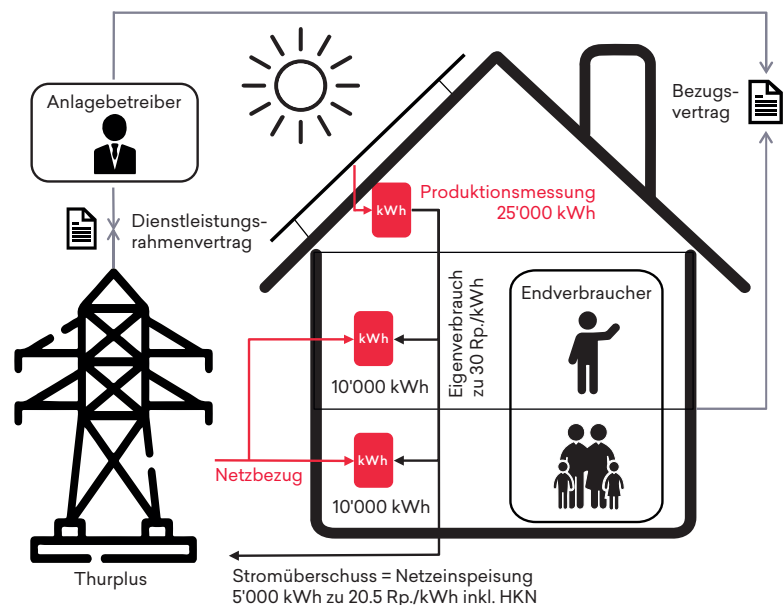 Anlagebetreiber
Bezugs-
vertrag
Produktionsmessung
25'000 kWh
kWh
Dienstleistungs-
rahmenvertrag
Eigenverbrauch
zu 30 Rp./kWh
Endverbraucher
kWh
10'000 kWh
kWh
Netzbezug
10'000 kWh
Thurplus
Stromüberschuss = Netzeinspeisung
5'000 kWh zu 20.5 Rp./kWh inkl. HKN